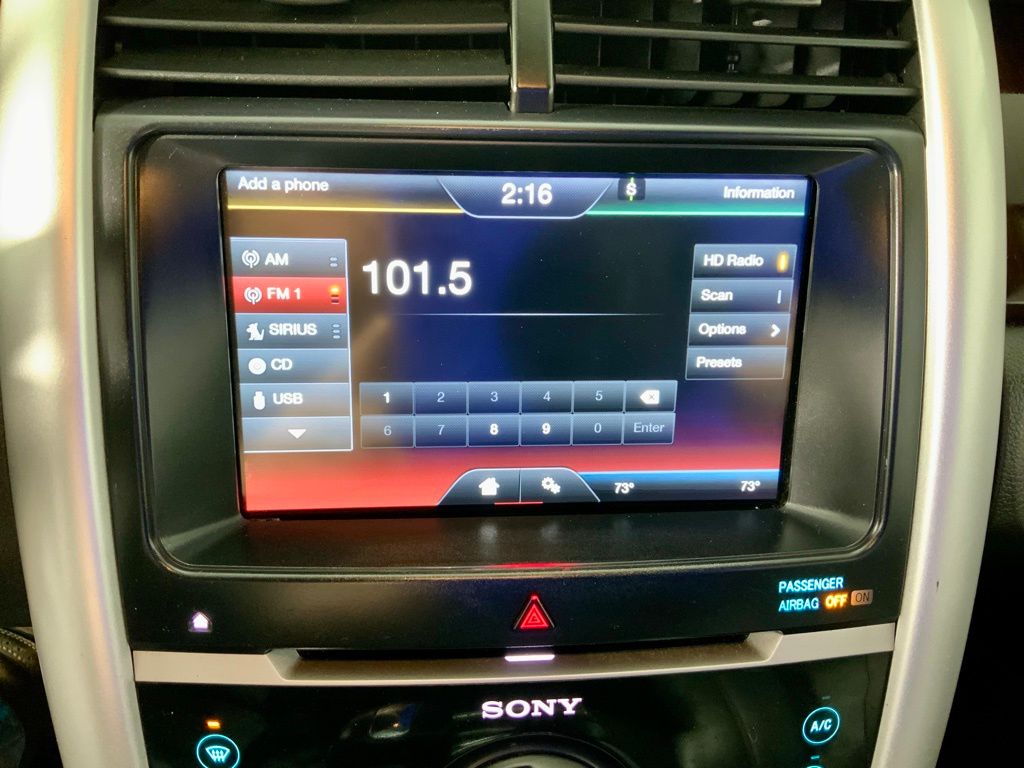 Add a phone
2:16
$
Information
AM
FM 1
SIRIUS
CD
USB
101.5
HD Radio
Scan
Options
Presets
1 2 3 4 5
6 7 8 9 0 Enter
73° 73°
PASSENGER
AIRBAG OFF ON
SONY
A/C